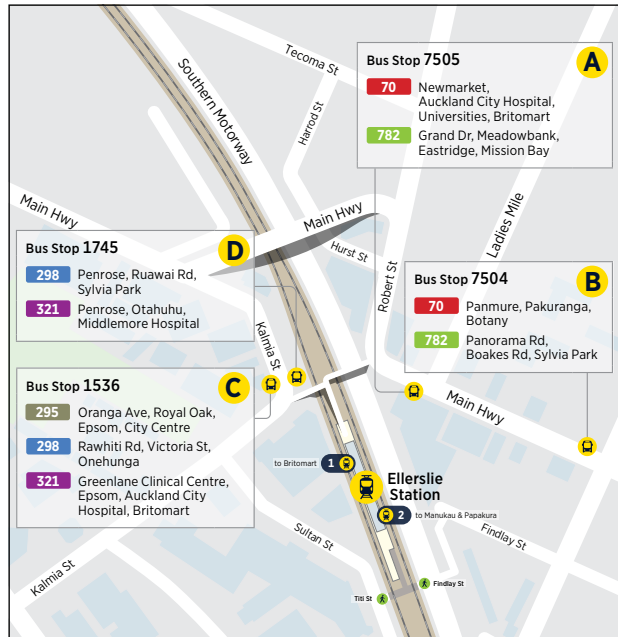 Bus Stop 7505
A
70
Newmarket,
Auckland City Hospital,
Universities, Britomart
782
Grand Dr, Meadowbank,
Eastridge, Mission Bay
Tecoma St
Southern Motorway
Harrod St
Main Hwy
Main Hwy
Hurst St
Ladies Mile
Robert St
Bus Stop 1745
D
298
Penrose, Ruawai Rd,
Sylvia Park
321
Penrose, Otahuhu,
Middlemore Hospital
Bus Stop 7504
B
70
Panmure, Pakuranga,
Botany
782
Panorama Rd,
Boakes Rd, Sylvia Park
Kalmia St
Bus Stop 1536
C
295
Oranga Ave, Royal Oak,
Epsom, City Centre
298
Rawhiti Rd, Victoria St,
Onehunga
321
Greenlane Clinical Centre,
Epsom, Auckland City
Hospital, Britomart
Main Hwy
to Britomart
1
Ellerslie
Station
2
to Manukau & Papakura
Sultan St
Findlay St
Kalmia St
Titi St
Findlay St